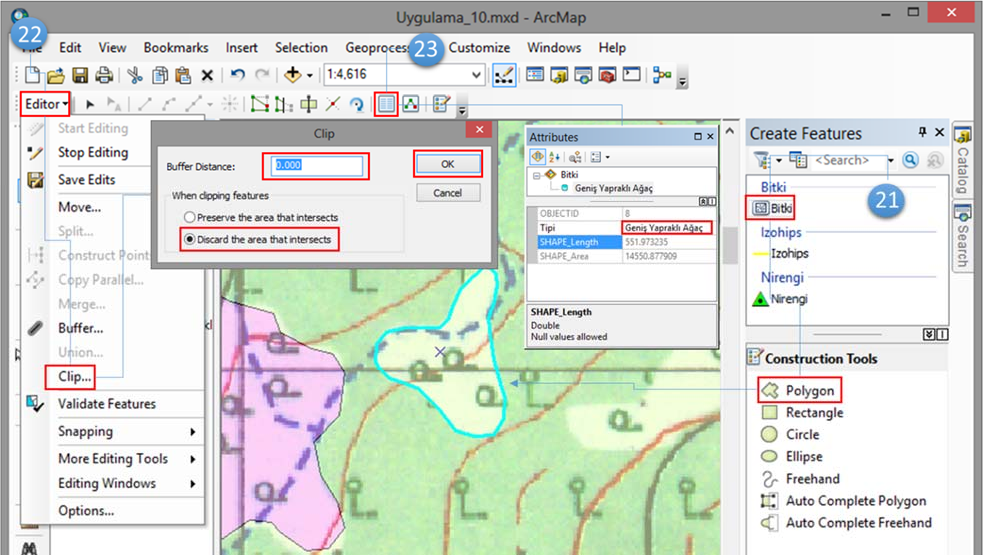 Uygulama_10.mxd - ArcMap
22
Edit View Bookmarks Insert Selection Customize Windows Help
23
1:4,616
Editor
Start Editing
Stop Editing
Save Edits
Move...
Split...
Copy Parallel...
Merge...
Buffer...
Union...
Clip...
Validate Features
Snapping
More Editing Tools
Editing Windows
Options...
Clip
Buffer Distance: 0.000
OK
Cancel
When clipping features
Preserve the area that intersects
Discard the area that intersects
Attributes
Bitki
Geniş Yapraklı Ağaç
OBJECTID 8
Tipi Geniş Yapraklı Ağaç
SHAPE_Length 551.973235
SHAPE_Area 14550.877909
SHAPE_Length
Double
Null values allowed
Create Features
<Search>
21
Bitki
Bitki
Izohips
Izohips
Nirengi
Nirengi
Construction Tools
Polygon
Rectangle
Circle
Ellipse
Freehand
Auto Complete Polygon
Auto Complete Freehand
Catalog
Search